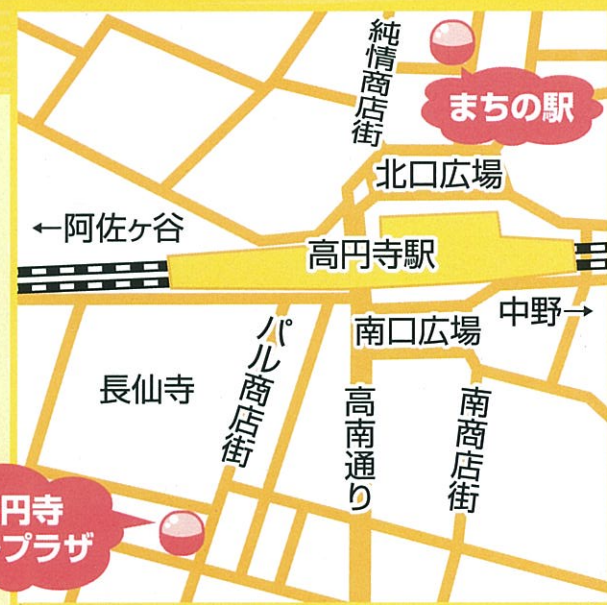 純情商店街
まちの駅
北口広場
←阿佐ヶ谷
高円寺駅
中野→
南口広場
パル商店街
長仙寺
高南通り
南商店街
円寺
プラザ